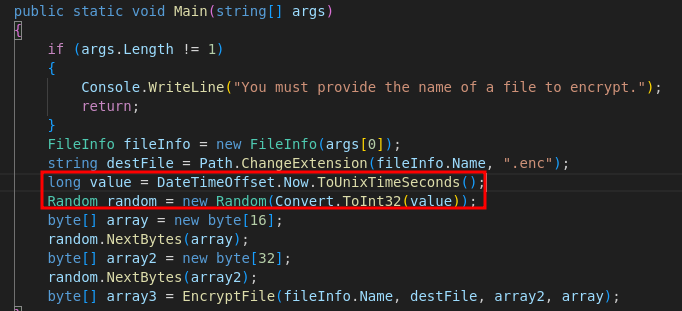 public static void Main(string[] args)
{
if (args.Length != 1)
{
Console.WriteLine("You must provide the name of a file to encrypt.");
return;
}
FileInfo fileInfo = new FileInfo(args[0]);
string destFile = Path.ChangeExtension(fileInfo.Name, ".enc");
long value = DateTimeOffset.Now.ToUnixTimeSeconds();
Random random = new Random(Convert.ToInt32(value));
byte[] array = new byte[16];
random.NextBytes(array);
byte[] array2 = new byte[32];
random.NextBytes(array2);
byte[] array3 = EncryptFile(fileInfo.Name, destFile, array2, array);
}